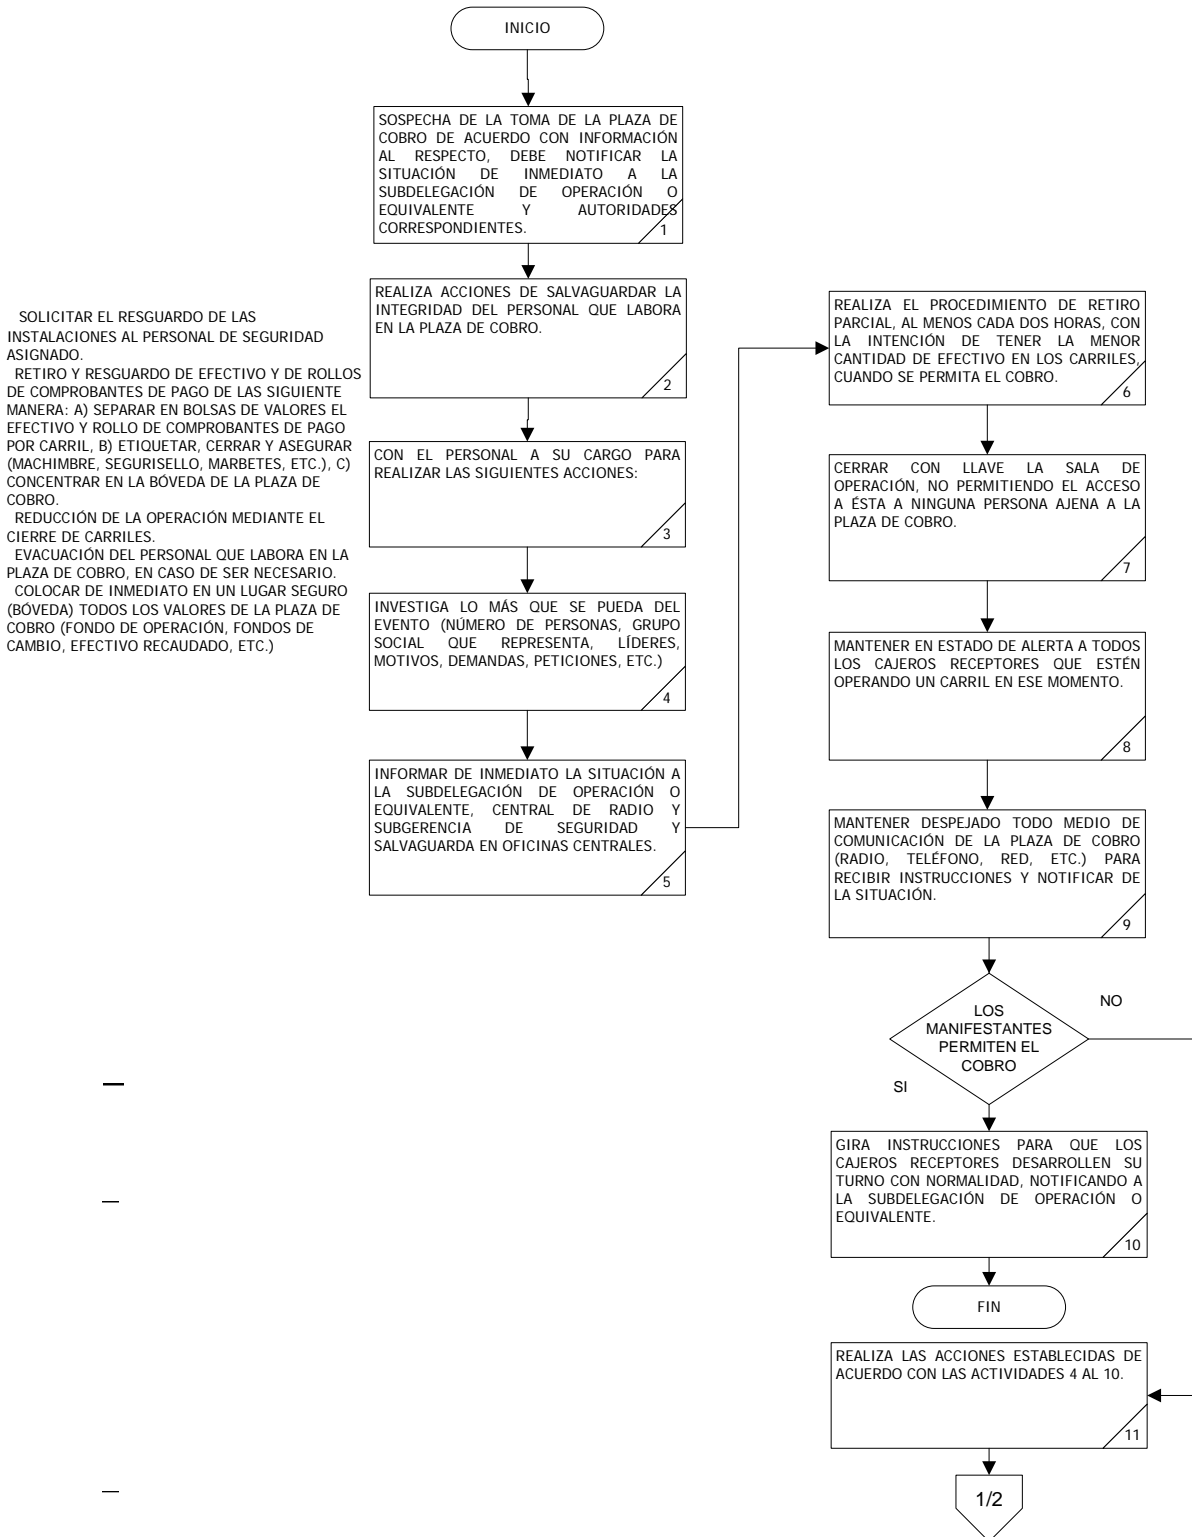 INICIO
SOSPECHA DE LA TOMA DE LA PLAZA DE
COBRO DE ACUERDO CON INFORMACIÓN
AL RESPECTO, DEBE NOTIFICAR LA
SITUACIÓN DE INMEDIATO A LA
SUBDELEGACIÓN DE OPERACIÓN O
EQUIVALENTE Y AUTORIDADES
CORRESPONDIENTES.
1
REALIZA ACCIONES DE SALVAGUARDAR LA
INTEGRIDAD DEL PERSONAL QUE LABORA
EN LA PLAZA DE COBRO.
2
SOLICITAR EL RESGUARDO DE LAS
INSTALACIONES AL PERSONAL DE SEGURIDAD
ASIGNADO.
RETIRO Y RESGUARDO DE EFECTIVO Y DE ROLLOS
DE COMPROBANTES DE PAGO DE LAS SIGUIENTE
MANERA: A) SEPARAR EN BOLSAS DE VALORES EL
EFECTIVO Y ROLLO DE COMPROBANTES DE PAGO
POR CARRIL, B) ETIQUETAR, CERRAR Y ASEGURAR
(MACHIMBRE, SEGURISELLO, MARBETES, ETC.), C)
CONCENTRAR EN LA BÓVEDA DE LA PLAZA DE
COBRO.
REDUCCIÓN DE LA OPERACIÓN MEDIANTE EL
CIERRE DE CARRILES.
EVACUACIÓN DEL PERSONAL QUE LABORA EN LA
PLAZA DE COBRO, EN CASO DE SER NECESARIO.
COLOCAR DE INMEDIATO EN UN LUGAR SEGURO
(BÓVEDA) TODOS LOS VALORES DE LA PLAZA DE
COBRO (FONDO DE OPERACIÓN, FONDOS DE
CAMBIO, EFECTIVO RECAUDADO, ETC.)
CON EL PERSONAL A SU CARGO PARA
REALIZAR LAS SIGUIENTES ACCIONES:
3
INVESTIGA LO MÁS QUE SE PUEDA DEL
EVENTO (NÚMERO DE PERSONAS, GRUPO
SOCIAL QUE REPRESENTA, LÍDERES,
MOTIVOS, DEMANDAS, PETICIONES, ETC.)
4
INFORMAR DE INMEDIATO LA SITUACIÓN A
LA SUBDELEGACIÓN DE OPERACIÓN O
EQUIVALENTE, CENTRAL DE RADIO Y
SUBGERENCIA DE SEGURIDAD Y
SALVAGUARDA EN OFICINAS CENTRALES.
5
REALIZA EL PROCEDIMIENTO DE RETIRO
PARCIAL, AL MENOS CADA DOS HORAS, CON
LA INTENCIÓN DE TENER LA MENOR
CANTIDAD DE EFECTIVO EN LOS CARRILES,
CUANDO SE PERMITA EL COBRO.
6
CERRAR CON LLAVE LA SALA DE
OPERACIÓN, NO PERMITIENDO EL ACCESO
A ÉSTA A NINGUNA PERSONA AJENA A LA
PLAZA DE COBRO.
7
MANTENER EN ESTADO DE ALERTA A TODOS
LOS CAJEROS RECEPTORES QUE ESTÉN
OPERANDO UN CARRIL EN ESE MOMENTO.
8
MANTENER DESPEJADO TODO MEDIO DE
COMUNICACIÓN DE LA PLAZA DE COBRO
(RADIO, TELÉFONO, RED, ETC.) PARA
RECIBIR INSTRUCCIONES Y NOTIFICAR DE
LA SITUACIÓN.
9
LOS
MANIFESTANTES
PERMITEN EL
COBRO
NO
SI
GIRA INSTRUCCIONES PARA QUE LOS
CAJEROS RECEPTORES DESARROLLEN SU
TURNO CON NORMALIDAD, NOTIFICANDO A
LA SUBDELEGACIÓN DE OPERACIÓN O
EQUIVALENTE.
10
FIN
REALIZA LAS ACCIONES ESTABLECIDAS DE
ACUERDO CON LAS ACTIVIDADES 4 AL 10.
11
1/2